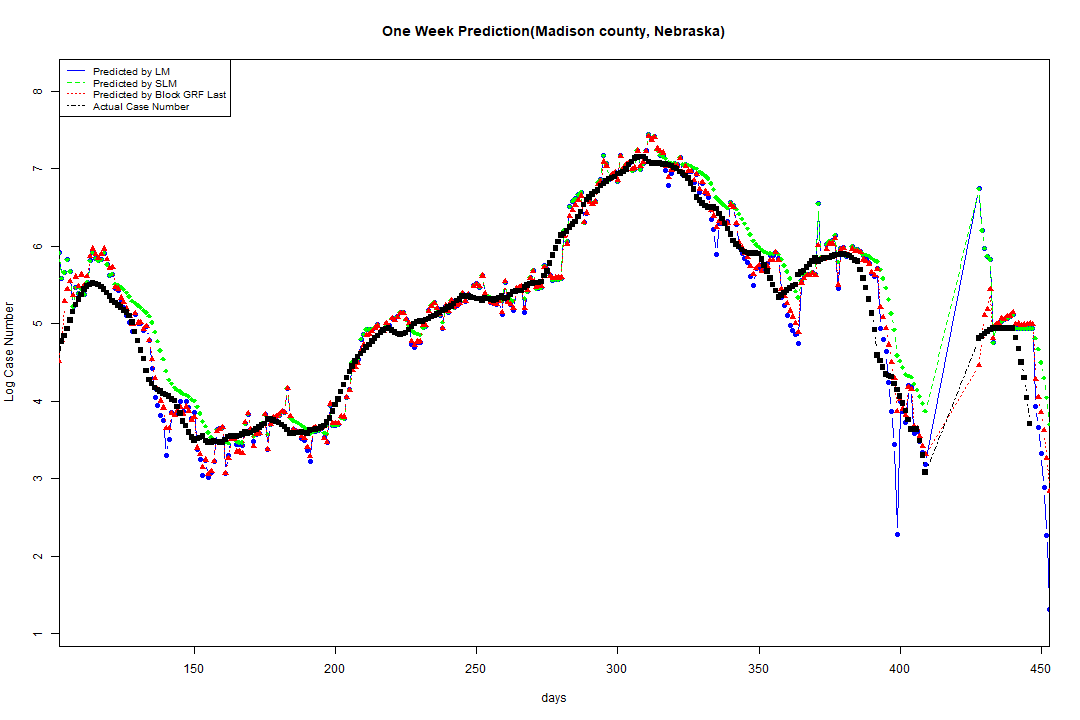 One Week Prediction(Madison county, Nebraska)
Predicted by LM
Predicted by SLM
Predicted by Block GRF Last
Actual Case Number
8
7
6
5
4
3
2
1
Log Case Number
150 200 250 300 350 400 450
days